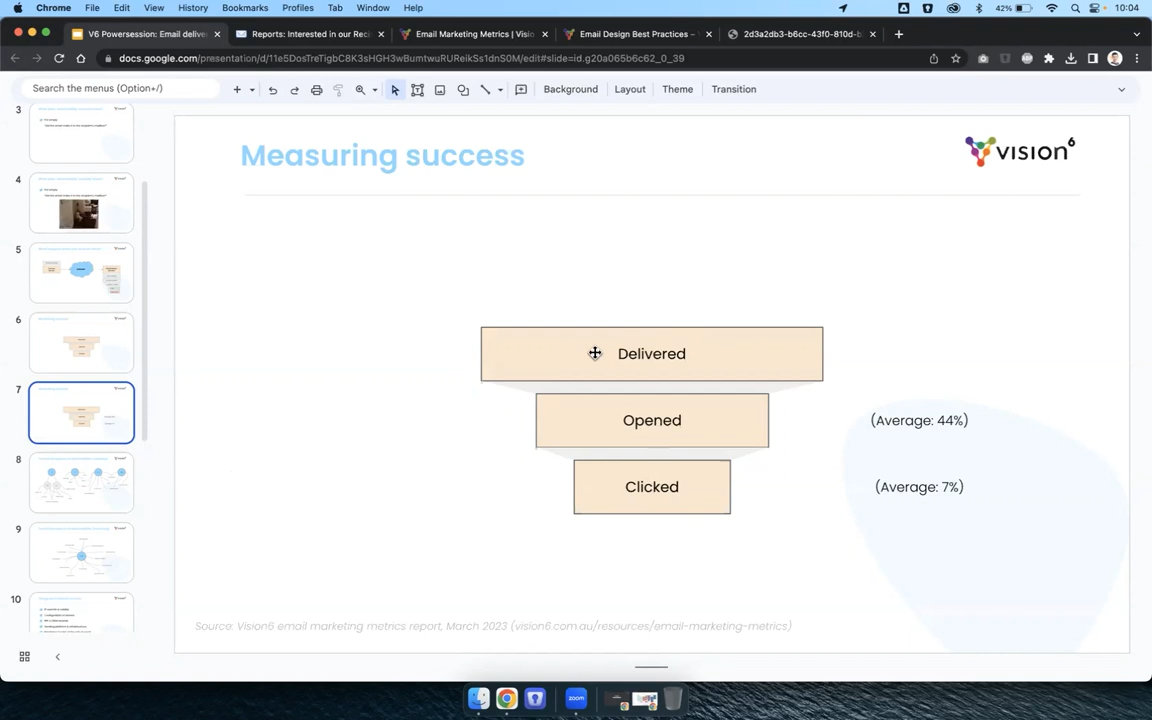 Chrome File Edit View History Bookmarks Profiles Tab Window Help 42% 10:04
V6 Powersession: Email delive Reports: Interested in our Reci Email Marketing Metrics | Visio Email Design Best Practices – 2d3a2db3-b6cc-43f0-810d-b
docs.google.com/presentation/d/11e5DosTreTigbC8K3sHGH3wBumtwuRUReikSs1dnS0M/edit#slide=id.g20a065b6c62_0_39
Search the menus (Option+/) Background Layout Theme Transition
3
4
5
6
7
8
9
10
Measuring success
VISION6
Delivered
Opened (Average: 44%)
Clicked (Average: 7%)
Source: Vision6 email marketing metrics report, March 2023 (vision6.com.au/resources/email-marketing-metrics)
zoom